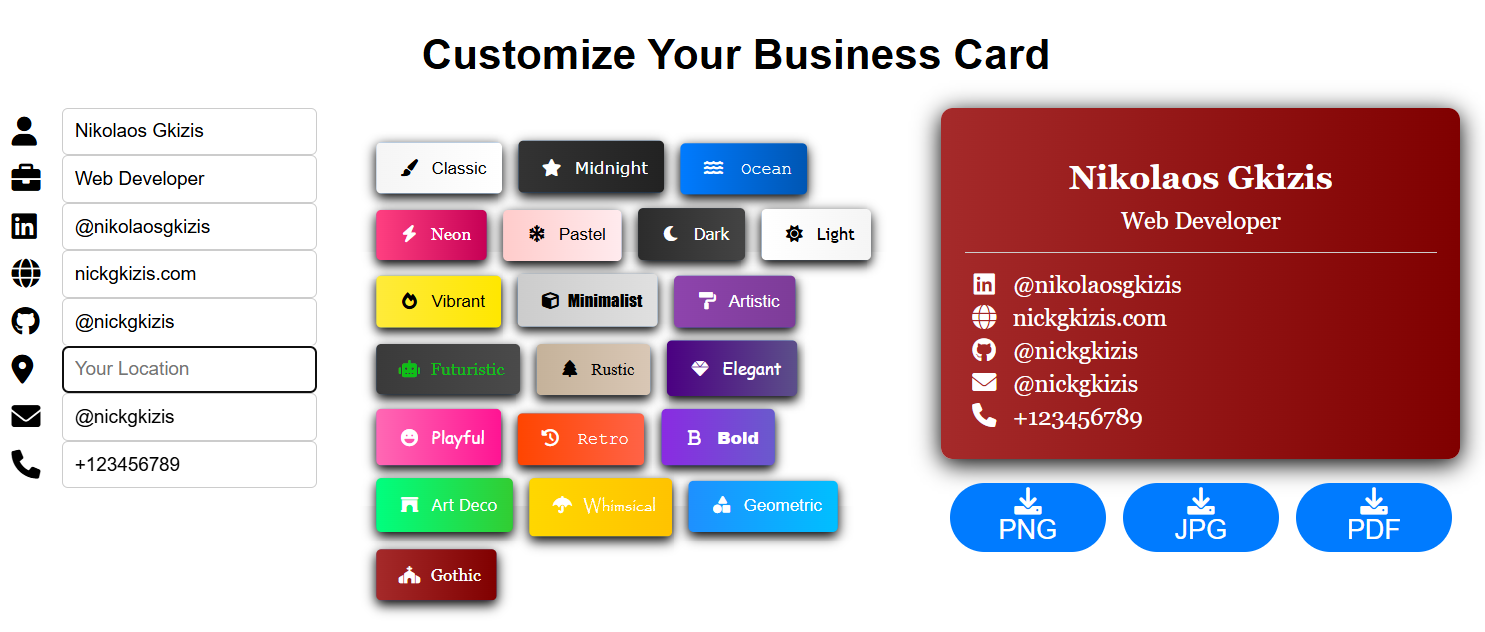 Customize Your Business Card
Nikolaos Gkizis
Web Developer
@nikolaosgkizis
nickgkizis.com
@nickgkizis
Your Location
@nickgkizis
+123456789
Classic Midnight Ocean
Neon Pastel Dark Light
Vibrant Minimalist Artistic
Futuristic Rustic Elegant
Playful Retro Bold
Art Deco Whimsical Geometric
Gothic
Nikolaos Gkizis
Web Developer
@nikolaosgkizis
nickgkizis.com
@nickgkizis
@nickgkizis
+123456789
PNG JPG PDF